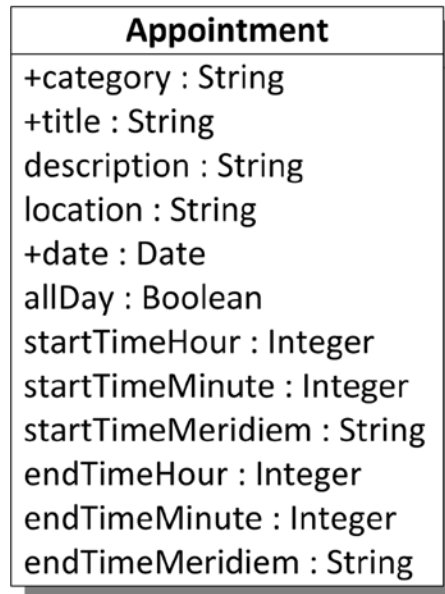 Appointment
+category : String
+title : String
description : String
location : String
+date : Date
allDay : Boolean
startTimeHour : Integer
startTimeMinute : Integer
startTimeMeridiem : String
endTimeHour : Integer
endTimeMinute : Integer
endTimeMeridiem : String